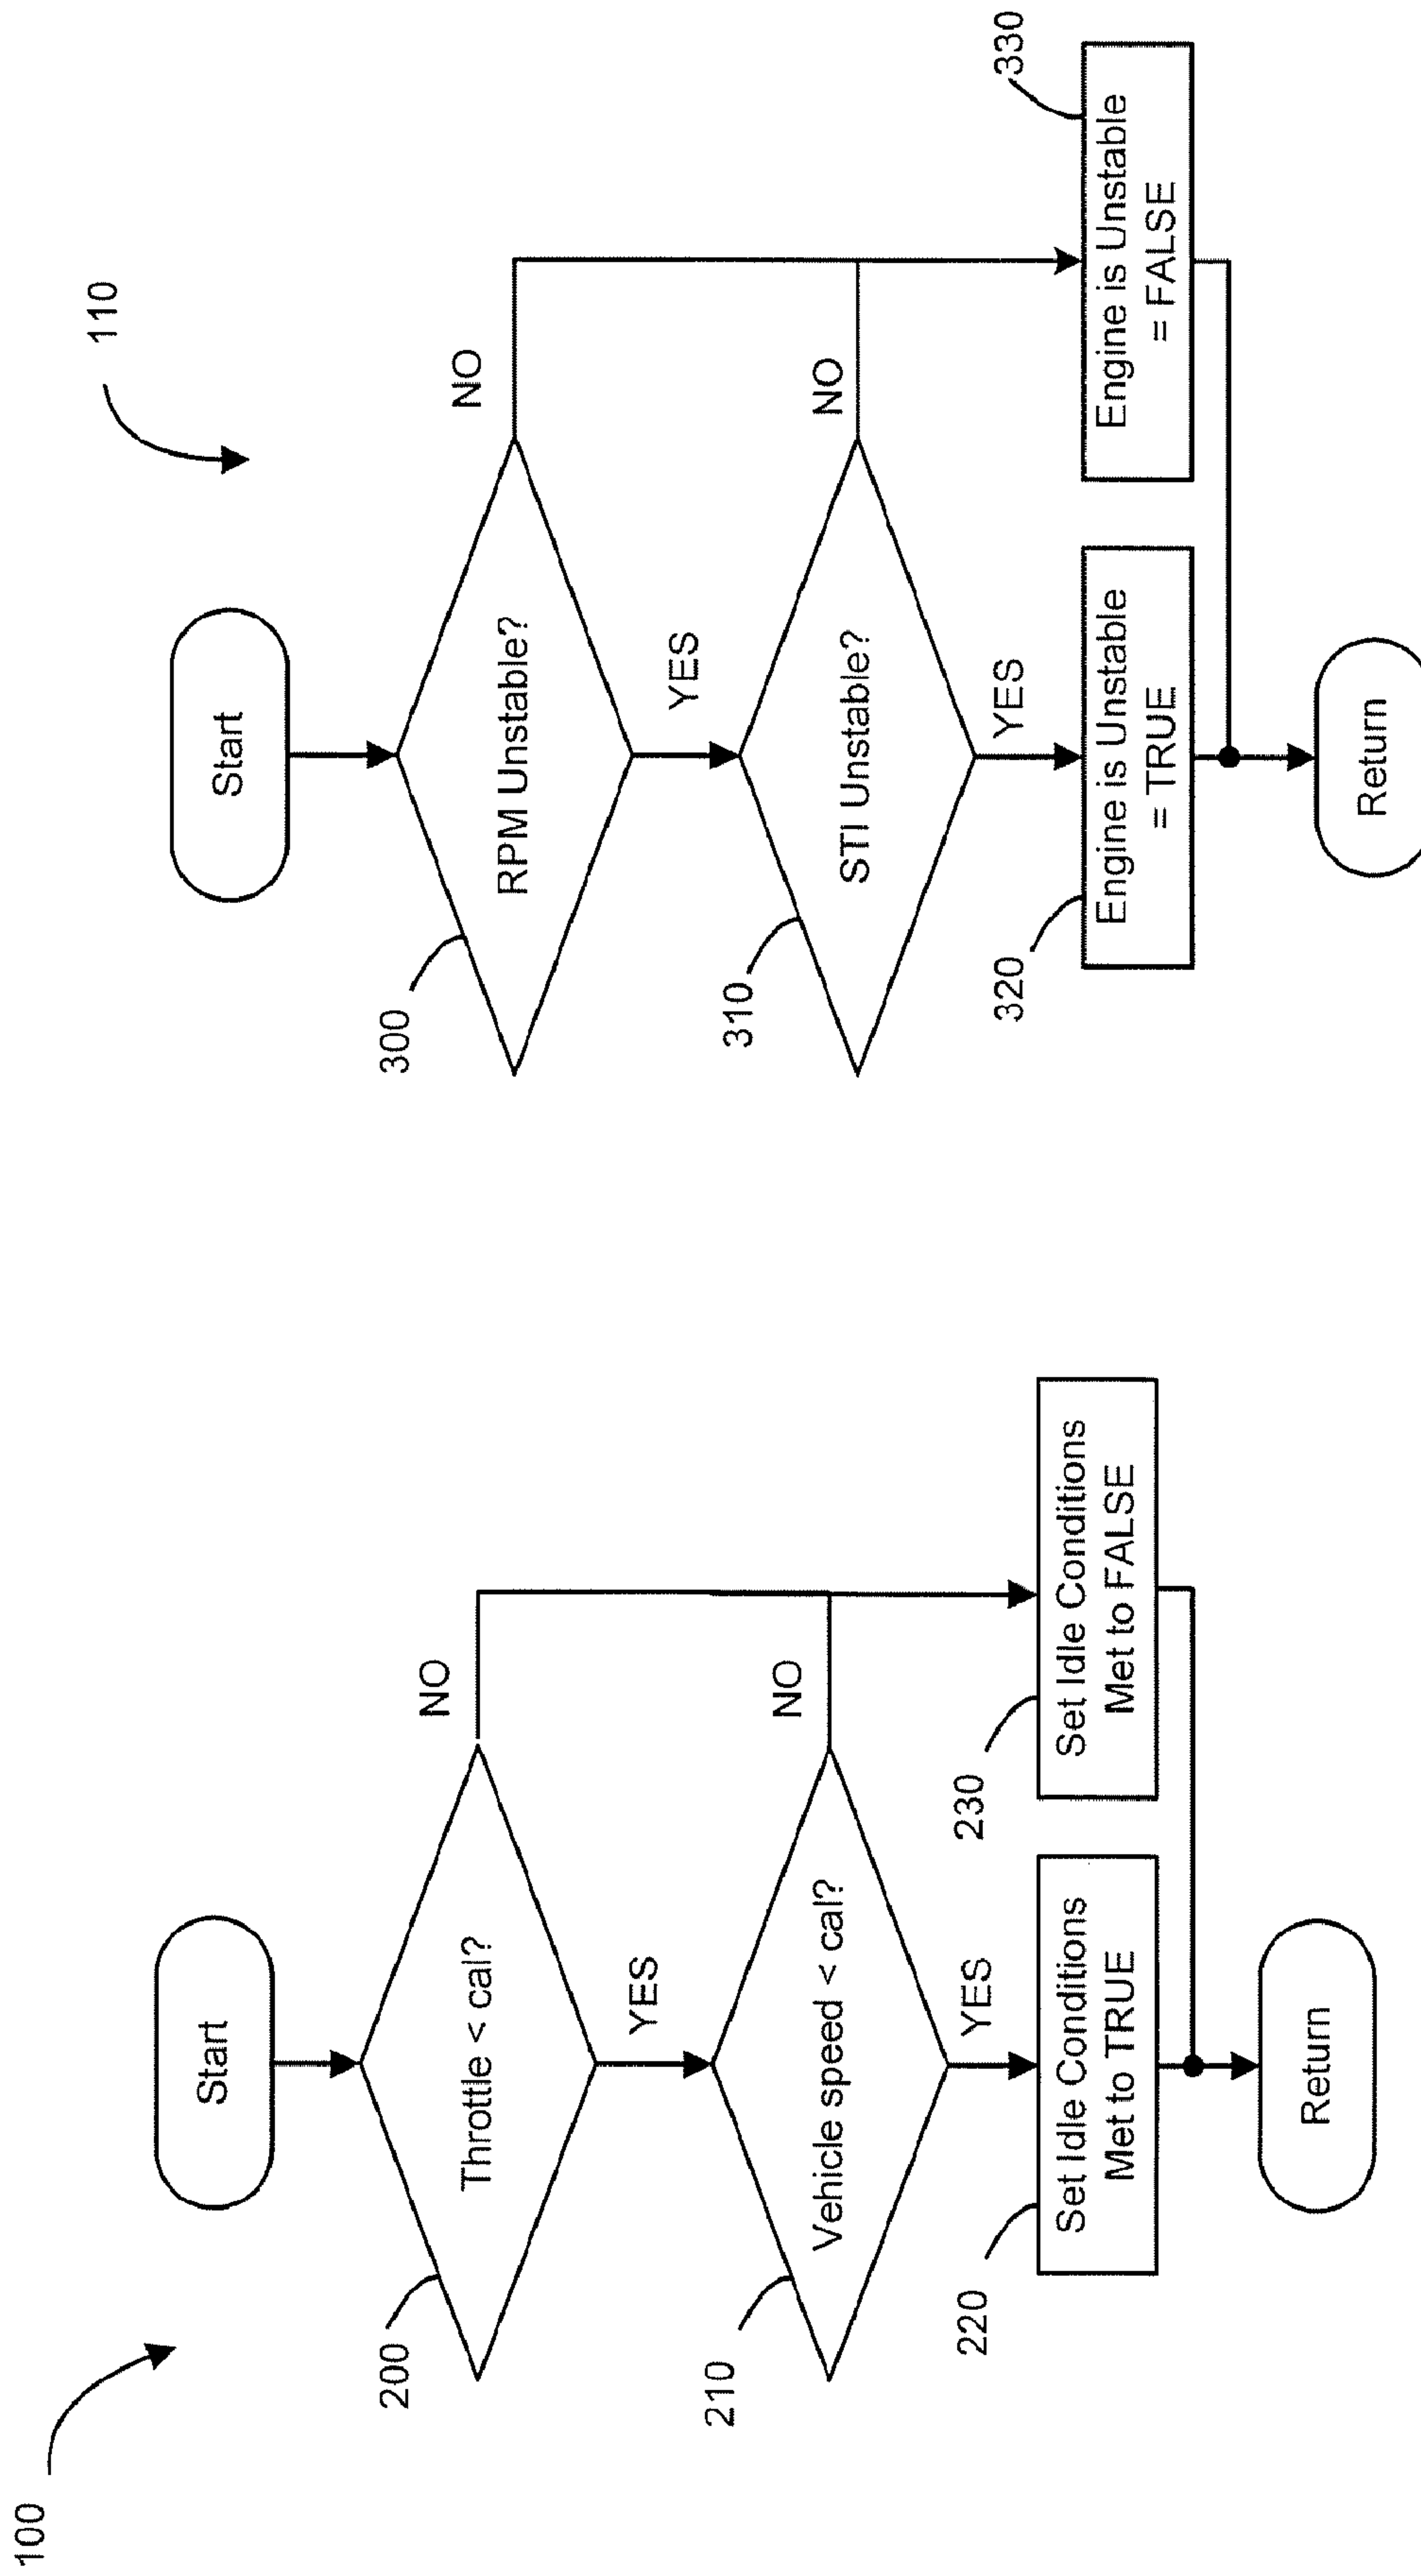 100
Start
200
Throttle < cal?
NO
YES
210
Vehicle speed < cal?
NO
YES
220
Set Idle Conditions
Met to TRUE
230
Set Idle Conditions
Met to FALSE
Return
110
Start
300
RPM Unstable?
NO
YES
310
STI Unstable?
NO
YES
320
Engine is Unstable
= TRUE
330
Engine is Unstable
= FALSE
Return